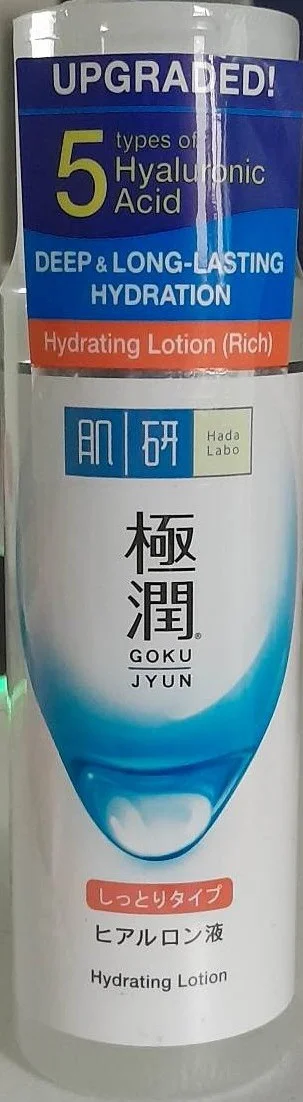 UPGRADED!
5 types of
Hyaluronic
Acid
DEEP & LONG-LASTING
HYDRATION
Hydrating Lotion (Rich)
肌研 Hada
Labo
極
潤®
GOKU
JYUN
しっとりタイプ
ヒアルロン液
Hydrating Lotion